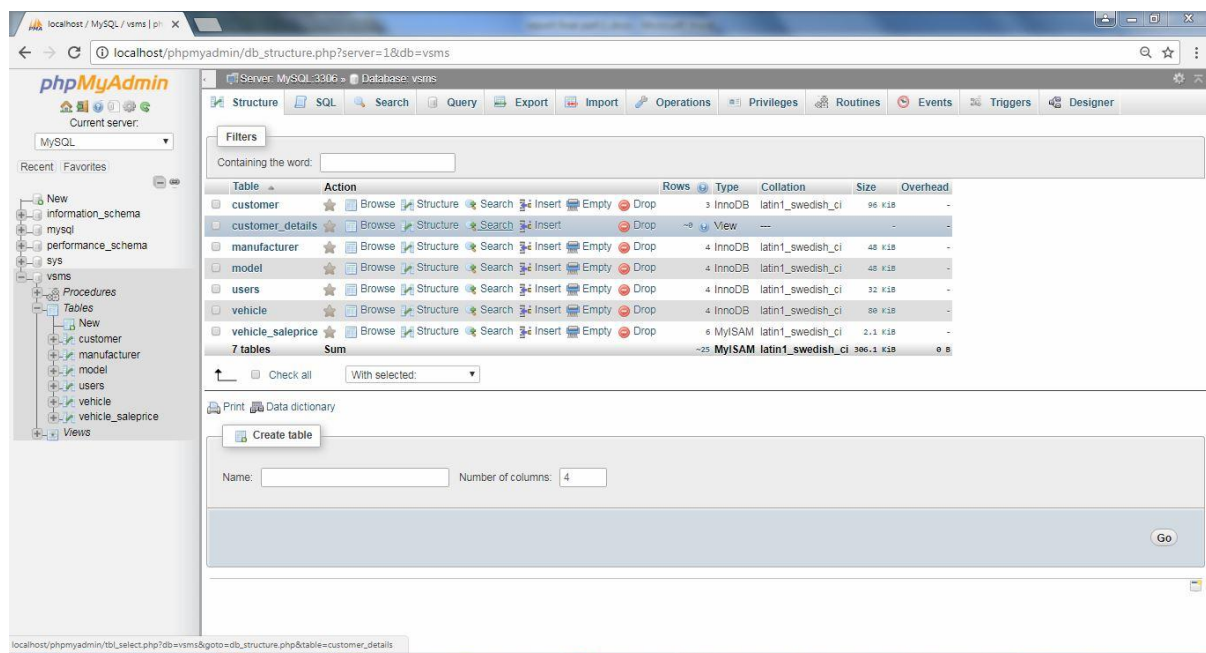 localhost / MySQL / vsms | ph
localhost/phpmyadmin/db_structure.php?server=1&db=vsms
phpMyAdmin
Current server:
MySQL
Recent Favorites
New
information_schema
mysql
performance_schema
sys
vsms
Procedures
Tables
New
customer
manufacturer
model
users
vehicle
vehicle_saleprice
Views
Server: MySQL:3306 » Database: vsms
Structure SQL Search Query Export Import Operations Privileges Routines Events Triggers Designer
Filters
Containing the word:
Table Action Rows Type Collation Size Overhead
customer Browse Structure Search Insert Empty Drop 3 InnoDB latin1_swedish_ci 96 KiB -
customer_details Browse Structure Search Insert Drop ~0 View --- - -
manufacturer Browse Structure Search Insert Empty Drop 4 InnoDB latin1_swedish_ci 48 KiB -
model Browse Structure Search Insert Empty Drop 4 InnoDB latin1_swedish_ci 48 KiB -
users Browse Structure Search Insert Empty Drop 4 InnoDB latin1_swedish_ci 32 KiB -
vehicle Browse Structure Search Insert Empty Drop 4 InnoDB latin1_swedish_ci 80 KiB -
vehicle_saleprice Browse Structure Search Insert Empty Drop 6 MyISAM latin1_swedish_ci 2.1 KiB -
7 tables Sum ~25 MyISAM latin1_swedish_ci 306.1 KiB 0 B
Check all With selected:
Print Data dictionary
Create table
Name: Number of columns: 4
Go
localhost/phpmyadmin/tbl_select.php?db=vsms&goto=db_structure.php&table=customer_details